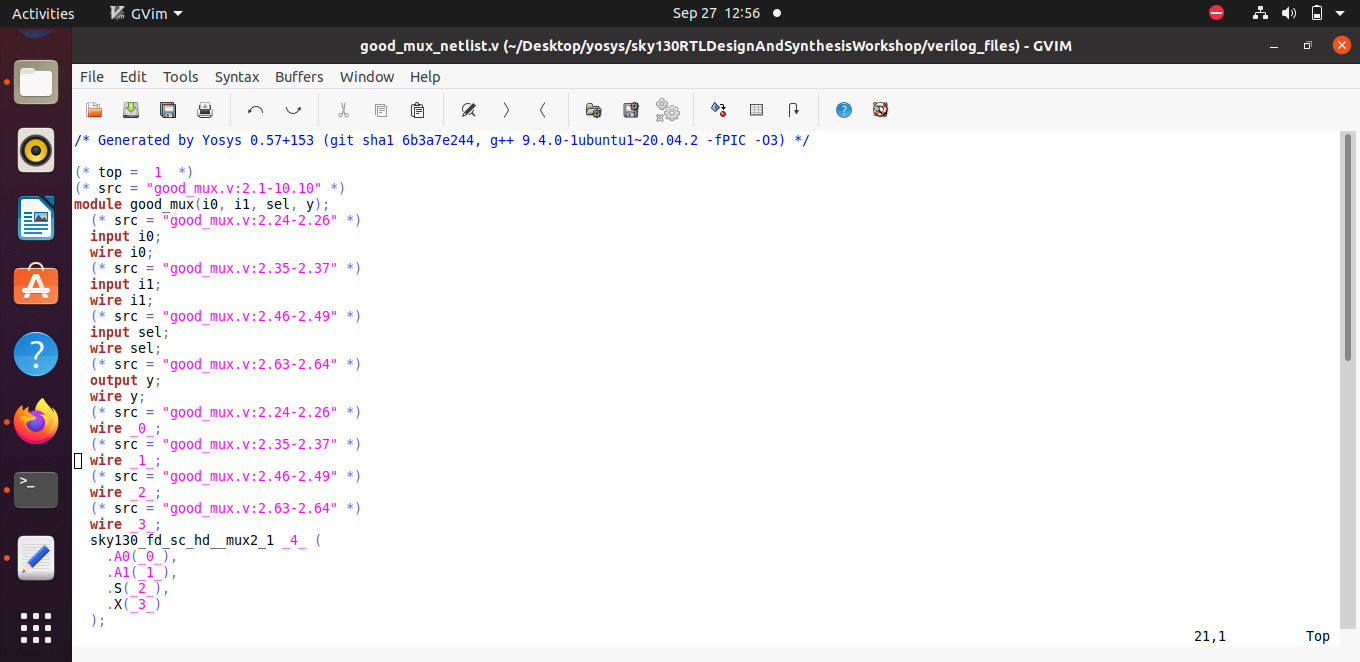 Activities GVim Sep 27 12:56
good_mux_netlist.v (~/Desktop/yosys/sky130RTLDesignAndSynthesisWorkshop/verilog_files) - GVIM
File Edit Tools Syntax Buffers Window Help
/* Generated by Yosys 0.57+153 (git sha1 6b3a7e244, g++ 9.4.0-1ubuntu1~20.04.2 -fPIC -O3) */
(* top =  1  *)
(* src = "good_mux.v:2.1-10.10" *)
module good_mux(i0, i1, sel, y);
  (* src = "good_mux.v:2.24-2.26" *)
  input i0;
  wire i0;
  (* src = "good_mux.v:2.35-2.37" *)
  input i1;
  wire i1;
  (* src = "good_mux.v:2.46-2.49" *)
  input sel;
  wire sel;
  (* src = "good_mux.v:2.63-2.64" *)
  output y;
  wire y;
  (* src = "good_mux.v:2.24-2.26" *)
  wire _0_;
  (* src = "good_mux.v:2.35-2.37" *)
  wire _1_;
  (* src = "good_mux.v:2.46-2.49" *)
  wire _2_;
  (* src = "good_mux.v:2.63-2.64" *)
  wire _3_;
  sky130_fd_sc_hd__mux2_1 _4_ (
    .A0(_0_),
    .A1(_1_),
    .S(_2_),
    .X(_3_)
  );
21,1 Top